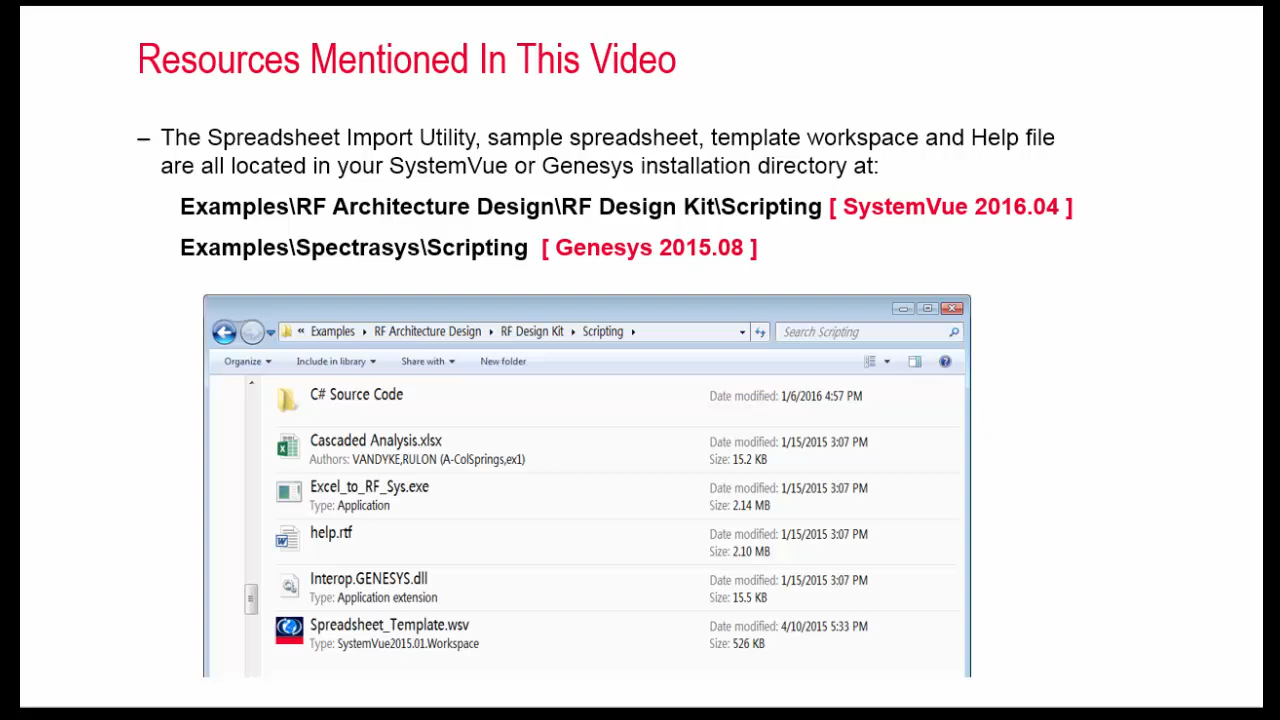 Resources Mentioned In This Video
– The Spreadsheet Import Utility, sample spreadsheet, template workspace and Help file
are all located in your SystemVue or Genesys installation directory at:
Examples\RF Architecture Design\RF Design Kit\Scripting [ SystemVue 2016.04 ]
Examples\Spectrasys\Scripting [ Genesys 2015.08 ]
« Examples RF Architecture Design RF Design Kit Scripting Search Scripting
Organize Include in library Share with New folder
C# Source Code Date modified: 1/6/2016 4:57 PM
Cascaded Analysis.xlsx Date modified: 1/15/2015 3:07 PM
Authors: VANDYKE,RULON (A-ColSprings,ex1) Size: 15.2 KB
Excel_to_RF_Sys.exe Date modified: 1/15/2015 3:07 PM
Type: Application Size: 2.14 MB
help.rtf Date modified: 1/15/2015 3:07 PM
Size: 2.10 MB
Interop.GENESYS.dll Date modified: 1/15/2015 3:07 PM
Type: Application extension Size: 15.5 KB
Spreadsheet_Template.wsv Date modified: 4/10/2015 5:33 PM
Type: SystemVue2015.01.Workspace Size: 526 KB